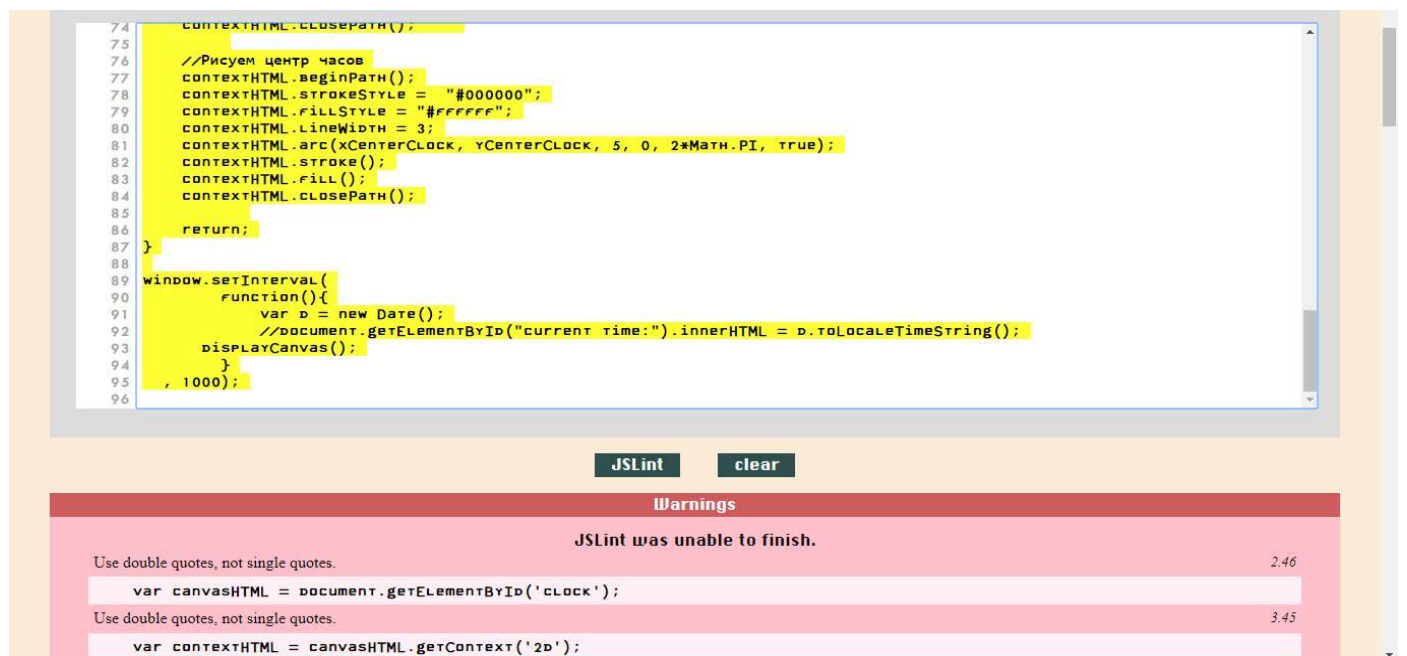 74 contextHTML.closePath();
75
76 //Рисуем центр часов
77 contextHTML.beginPath();
78 contextHTML.strokeStyle = "#000000";
79 contextHTML.fillStyle = "#ffffff";
80 contextHTML.lineWidth = 3;
81 contextHTML.arc(xCenterClock, yCenterClock, 5, 0, 2*Math.PI, true);
82 contextHTML.stroke();
83 contextHTML.fill();
84 contextHTML.closePath();
85
86 return;
87 }
88
89 window.setInterval(
90 function(){
91 var d = new Date();
92 //document.getElementById("current time:").innerHTML = d.toLocaleTimeString();
93 displayCanvas();
94 }
95 , 1000);
96
JSLint clear
Warnings
JSLint was unable to finish.
Use double quotes, not single quotes. 2.46
var canvasHTML = document.getElementById('clock');
Use double quotes, not single quotes. 3.45
var contextHTML = canvasHTML.getContext('2d');